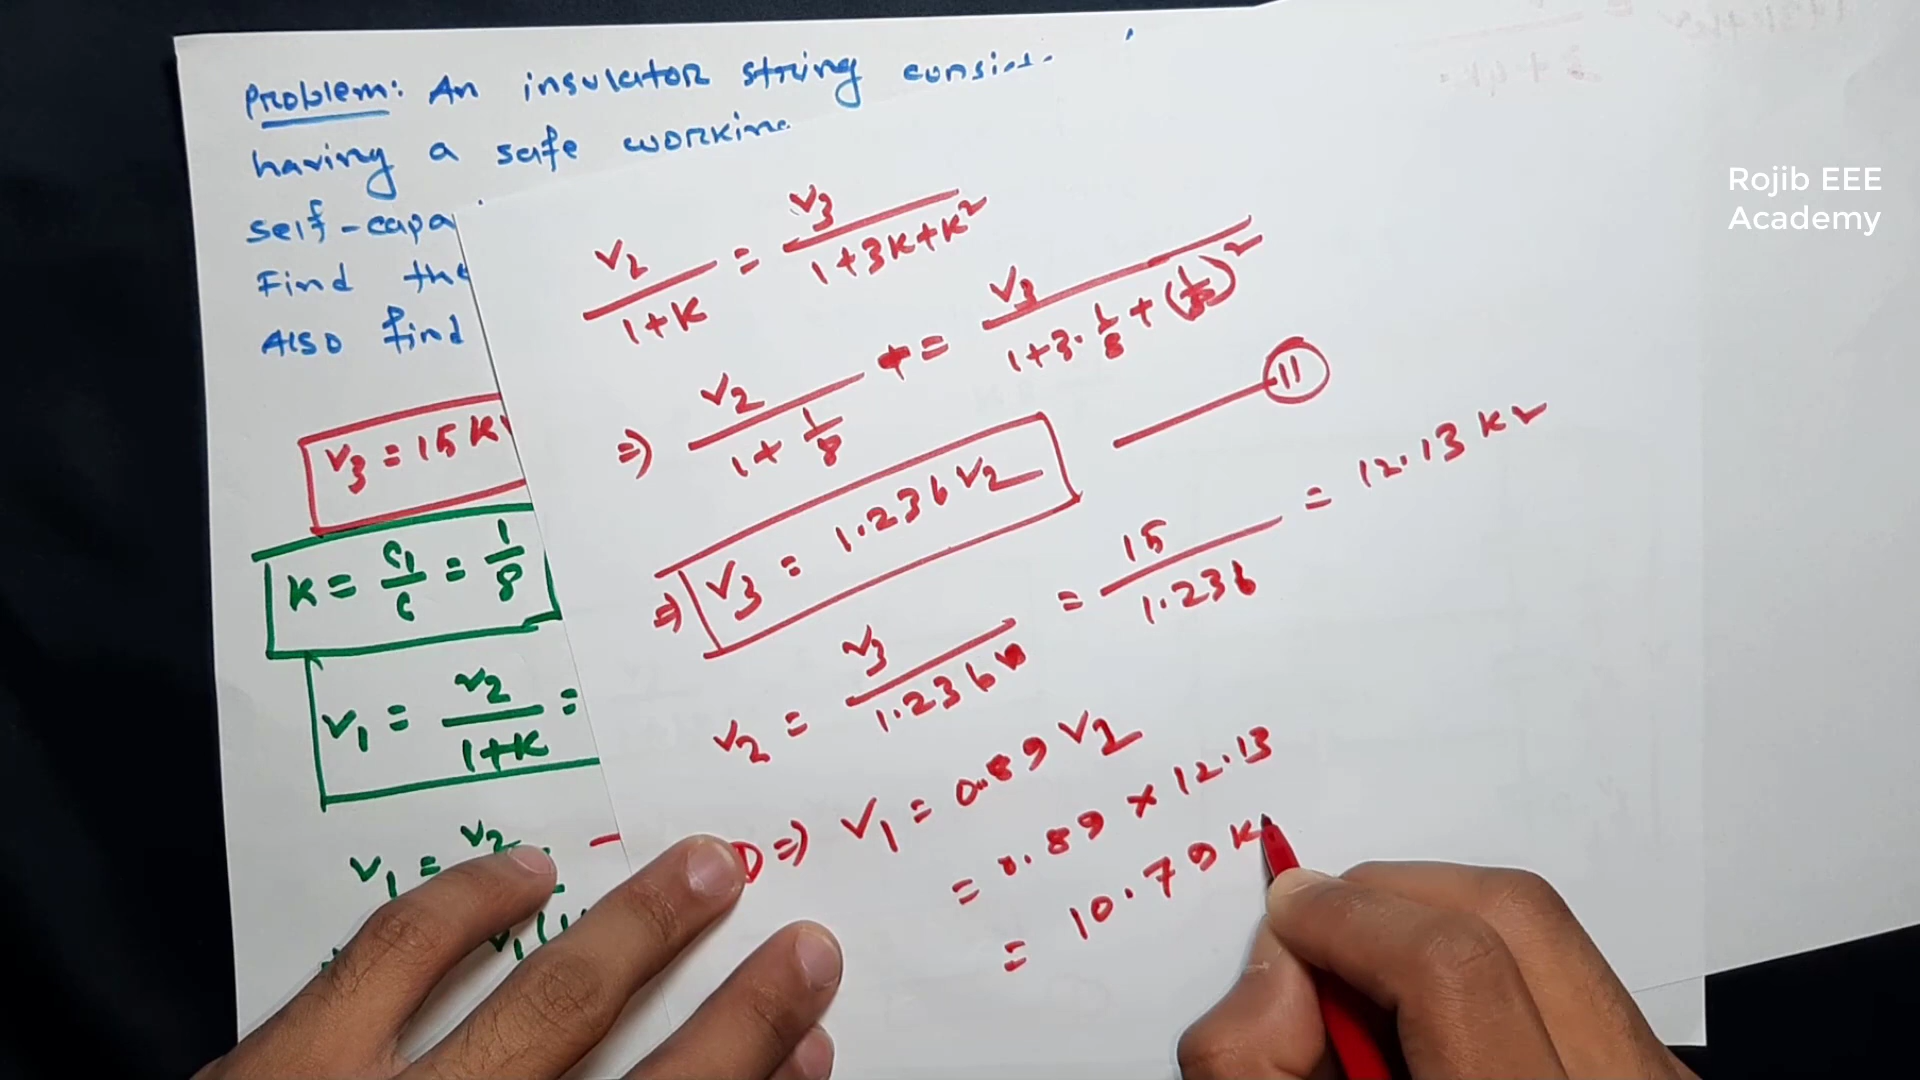 Problem: An insulator string
having a safe working
self-capa
Find the
Also find
V3 = 15 KV
K = C1/C = 1/8
V1 = V2/1+K =
V1 = V2
V2/1+K = V3/1+3K+K²
=> V2/1+1/8 = V3/1+3·1/8+(1/8)²
11
=> V3 = 1.236 V2
V2 = V3/1.236 = 15/1.236 = 12.13 KV
=> V1 = 0.89 V2
= 0.89 × 12.13
= 10.79 K
Rojib EEE
Academy